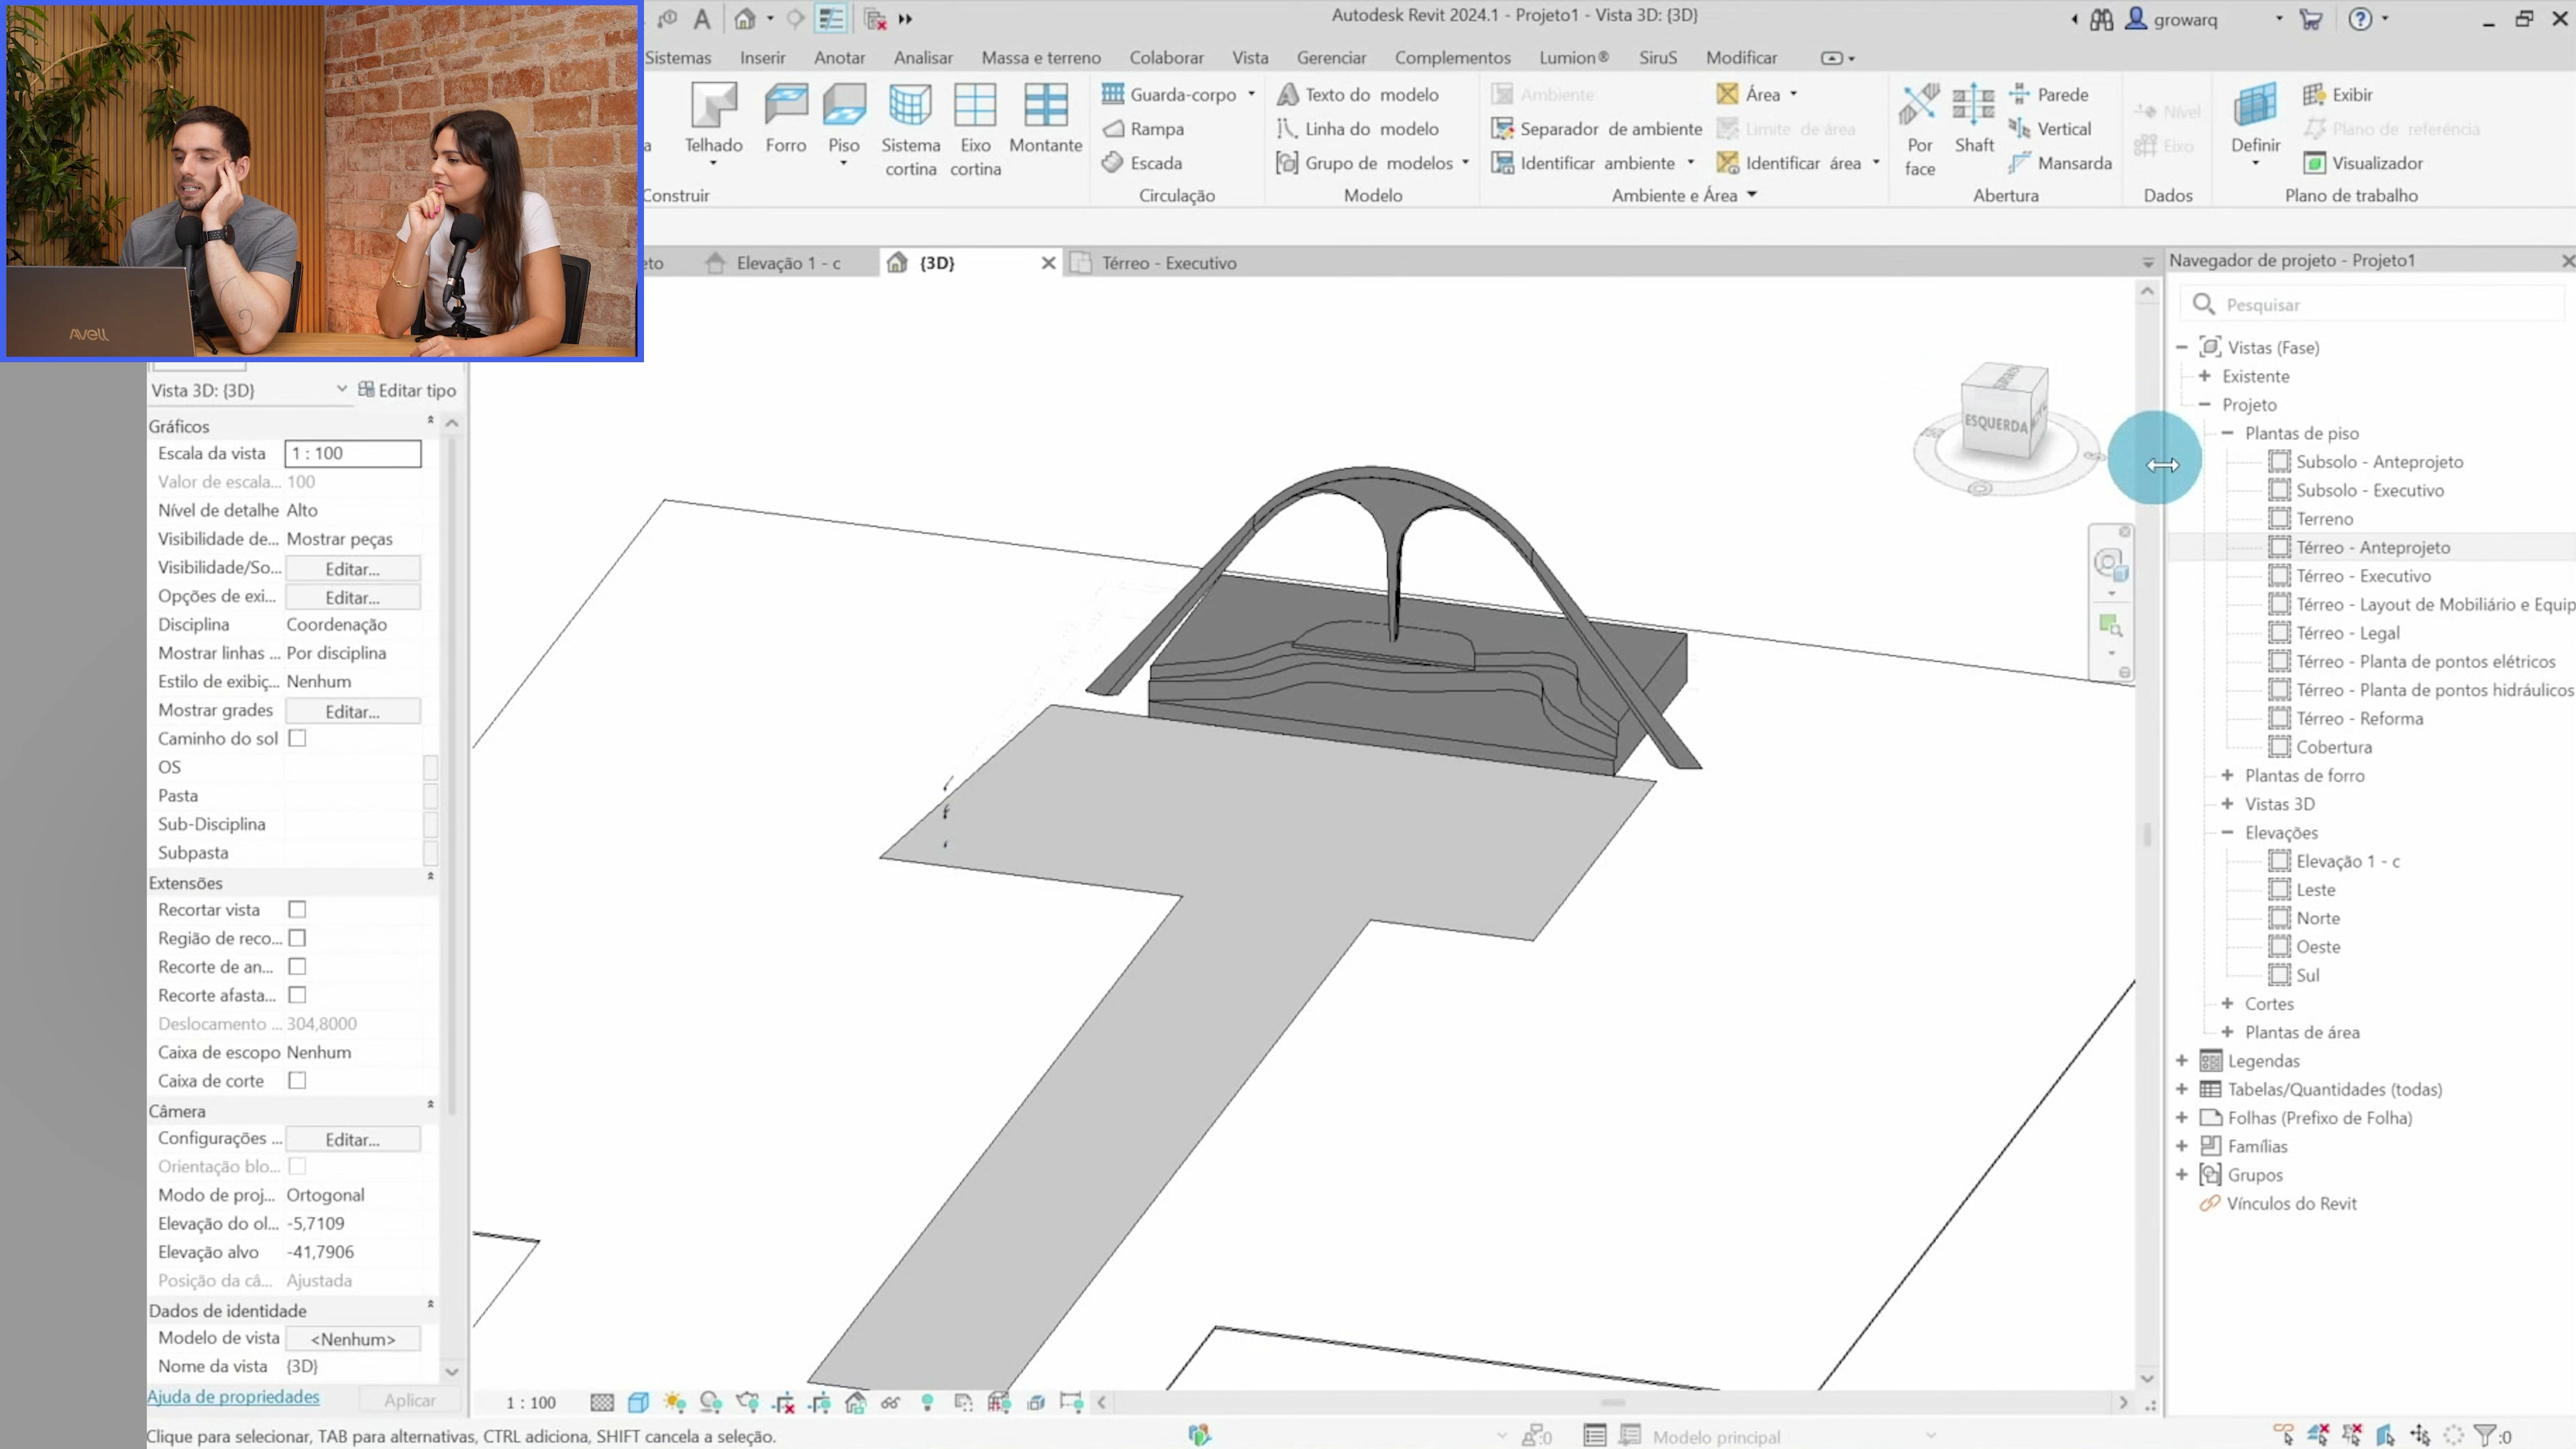 Autodesk Revit 2024.1 - Projeto1 - Vista 3D: {3D}
growarq
Sistemas Inserir Anotar Analisar Massa e terreno Colaborar Vista Gerenciar Complementos Lumion® SiruS Modificar
Telhado
Forro
Piso
Sistema cortina
Eixo cortina
Montante
Construir
Guarda-corpo
Rampa
Escada
Circulação
Texto do modelo
Linha do modelo
Grupo de modelos
Modelo
Ambiente
Separador de ambiente
Identificar ambiente
Área
Limite de área
Identificar área
Ambiente e Área
Por face
Shaft
Parede
Vertical
Mansarda
Abertura
Nível
Eixo
Dados
Definir
Exibir
Plano de referência
Visualizador
Plano de trabalho
Elevação 1 - c
{3D}
Térreo - Executivo
AVell
Vista 3D: {3D} Editar tipo
Gráficos
Escala da vista 1 : 100
Valor de escala... 100
Nível de detalhe Alto
Visibilidade de... Mostrar peças
Visibilidade/So... Editar...
Opções de exi... Editar...
Disciplina Coordenação
Mostrar linhas ... Por disciplina
Estilo de exibiç... Nenhum
Mostrar grades Editar...
Caminho do sol
OS
Pasta
Sub-Disciplina
Subpasta
Extensões
Recortar vista
Região de reco...
Recorte de an...
Recorte afasta...
Deslocamento ... 304,8000
Caixa de escopo Nenhum
Caixa de corte
Câmera
Configurações ... Editar...
Orientação blo...
Modo de proj... Ortogonal
Elevação do ol... -5,7109
Elevação alvo -41,7906
Posição da câ... Ajustada
Dados de identidade
Modelo de vista <Nenhum>
Nome da vista {3D}
Ajuda de propriedades Aplicar
ESQUERDA
Navegador de projeto - Projeto1
Pesquisar
Vistas (Fase)
Existente
Projeto
Plantas de piso
Subsolo - Anteprojeto
Subsolo - Executivo
Terreno
Térreo - Anteprojeto
Térreo - Executivo
Térreo - Layout de Mobiliário e Equip
Térreo - Legal
Térreo - Planta de pontos elétricos
Térreo - Planta de pontos hidráulicos
Térreo - Reforma
Cobertura
Plantas de forro
Vistas 3D
Elevações
Elevação 1 - c
Leste
Norte
Oeste
Sul
Cortes
Plantas de área
Legendas
Tabelas/Quantidades (todas)
Folhas (Prefixo de Folha)
Famílias
Grupos
Vínculos do Revit
1 : 100
Clique para selecionar, TAB para alternativas, CTRL adiciona, SHIFT cancela a seleção.
:0
Modelo principal
:0